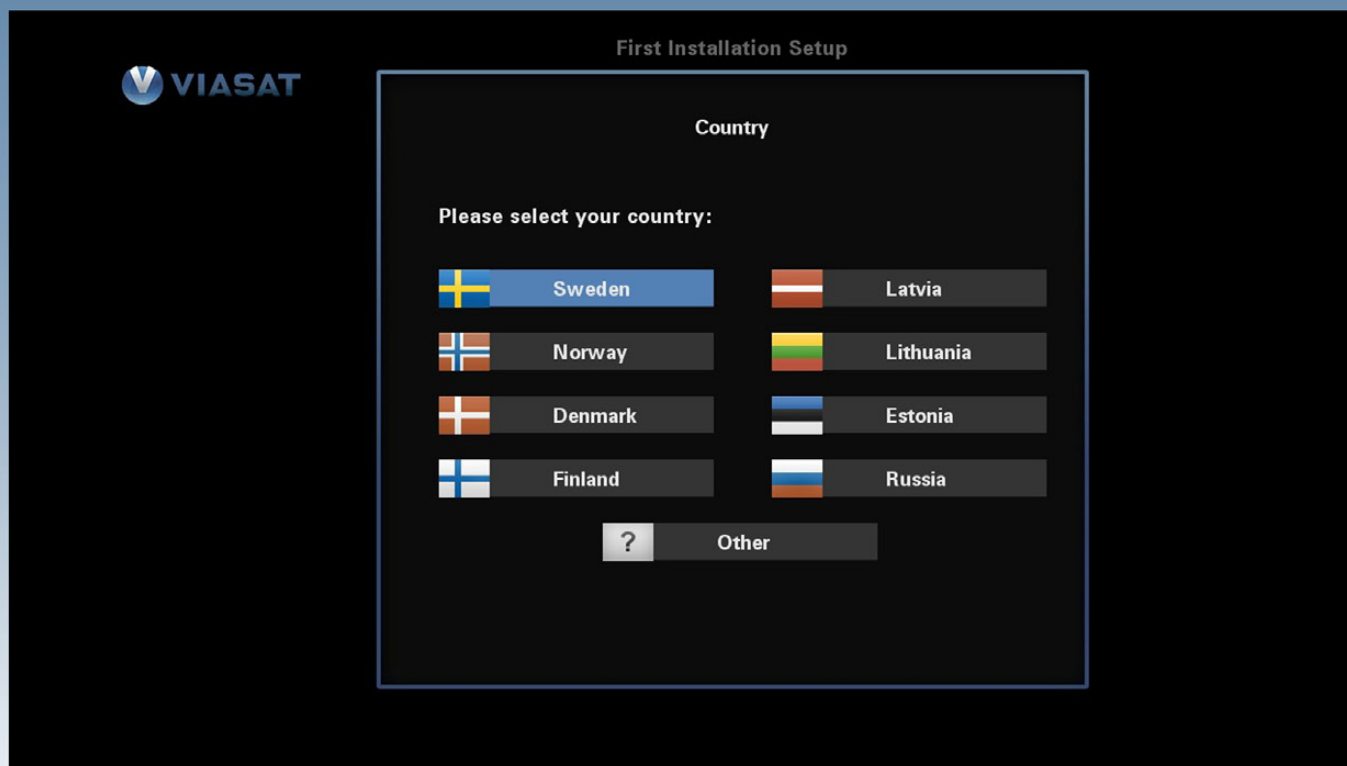 First Installation Setup
VIASAT
Country
Please select your country:
Sweden
Latvia
Norway
Lithuania
Denmark
Estonia
Finland
Russia
? Other